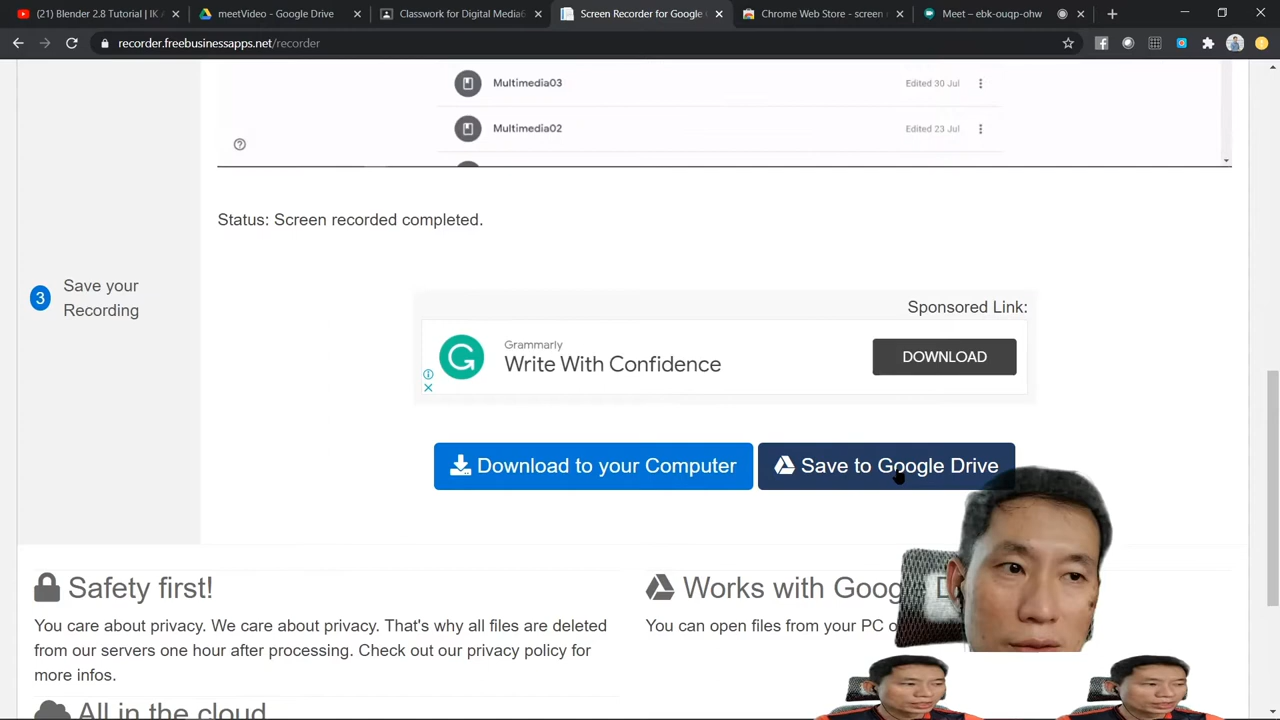 (21) Blender 2.8 Tutorial | IK A
meetVideo - Google Drive
Classwork for Digital Media6
Screen Recorder for Google
Chrome Web Store - screen
Meet – ebk-ouqp-ohw
recorder.freebusinessapps.net/recorder
Multimedia03
Edited 30 Jul
Multimedia02
Edited 23 Jul
Status: Screen recorded completed.
3
Save your
Recording
Sponsored Link:
Grammarly
Write With Confidence
DOWNLOAD
Download to your Computer
Save to Google Drive
Safety first!
You care about privacy. We care about privacy. That's why all files are deleted
from our servers one hour after processing. Check out our privacy policy for
more infos.
Works with Goog
You can open files from your PC o
All in the cloud